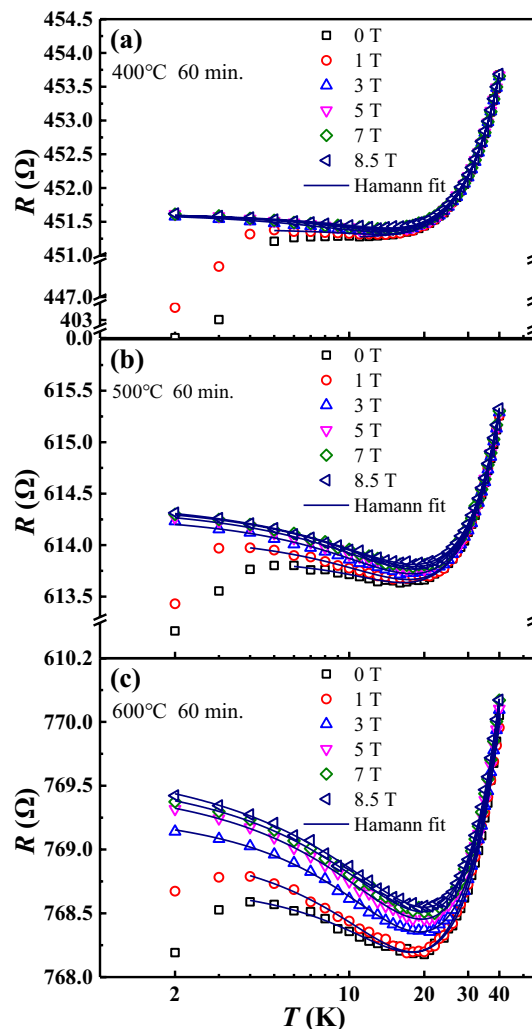 454.5
(a)
0 T
454.0
400°C 60 min.
1 T
453.5
3 T
453.0
5 T
452.5
7 T
452.0
8.5 T
451.5
Hamann fit
451.0
447.0
403
0.0
R (Ω)
(b)
0 T
615.5
500°C 60 min.
1 T
615.0
3 T
5 T
614.5
7 T
614.0
8.5 T
613.5
Hamann fit
610.2
R (Ω)
(c)
0 T
770.0
600°C 60 min.
1 T
3 T
769.5
5 T
7 T
769.0
8.5 T
768.5
Hamann fit
768.0
R (Ω)
2 10 20 30 40
T (K)